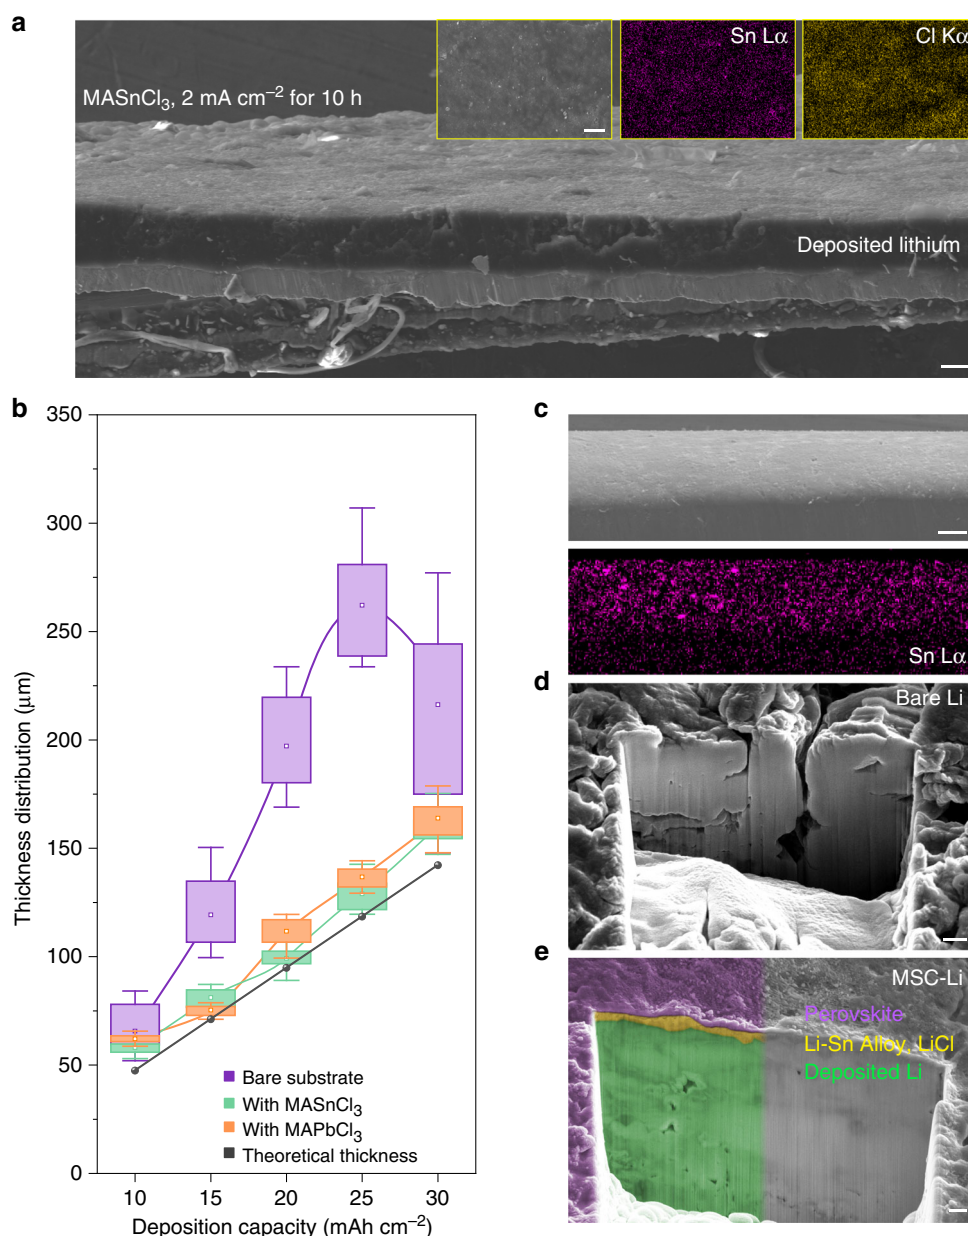 a
Sn Lα
Cl Kα
MASnCl₃, 2 mA cm⁻² for 10 h
Deposited lithium
b
350
300
250
200
150
100
50
0
Thickness distribution (μm)
Bare substrate
With MASnCl₃
With MAPbCl₃
Theoretical thickness
10 15 20 25 30
Deposition capacity (mAh cm⁻²)
c
Sn Lα
d
Bare Li
e
MSC-Li
Perovskite
Li-Sn Alloy, LiCl
Deposited Li